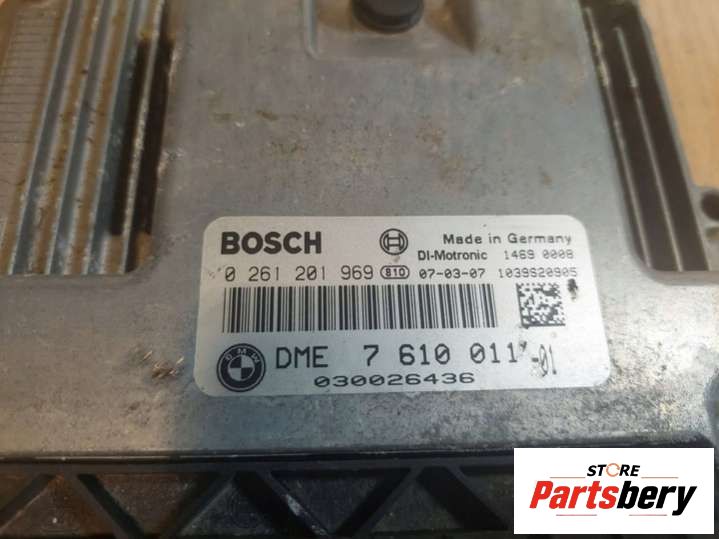 BOSCH
Made in Germany
DI-Motronic 1469 0008
0 261 201 969 810 07-03-07 1039S20905
BMW
DME 7 610 011 -01
030026436
STORE
Partsbery